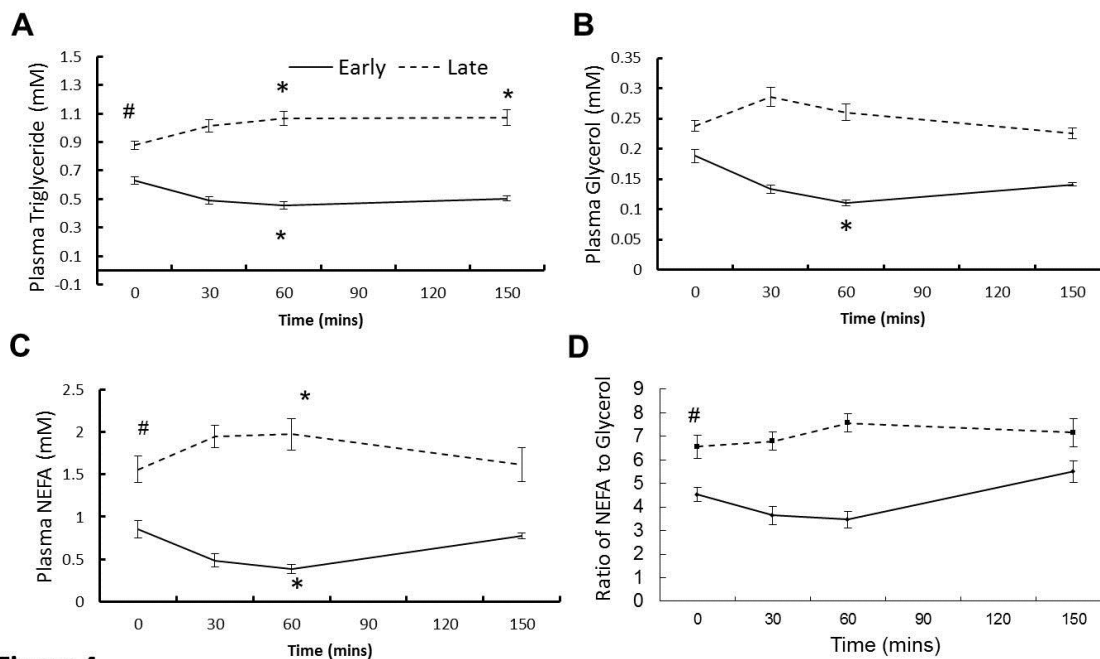 A
Plasma Triglyceride (mM)
1.5
1.3
1.1
0.9
0.7
0.5
0.3
0.1
-0.1
Early
Late
#
*
*
*
0 30 60 90 120 150
Time (mins)
B
Plasma Glycerol (mM)
0.35
0.3
0.25
0.2
0.15
0.1
0.05
0
*
0 30 60 90 120 150
Time (mins)
C
Plasma NEFA (mM)
2.5
2
1.5
1
0.5
0
#
*
*
0 30 60 90 120 150
Time (mins)
D
Ratio of NEFA to Glycerol
9
8
7
6
5
4
3
2
1
0
#
0 30 60 90 120 150
Time (mins)